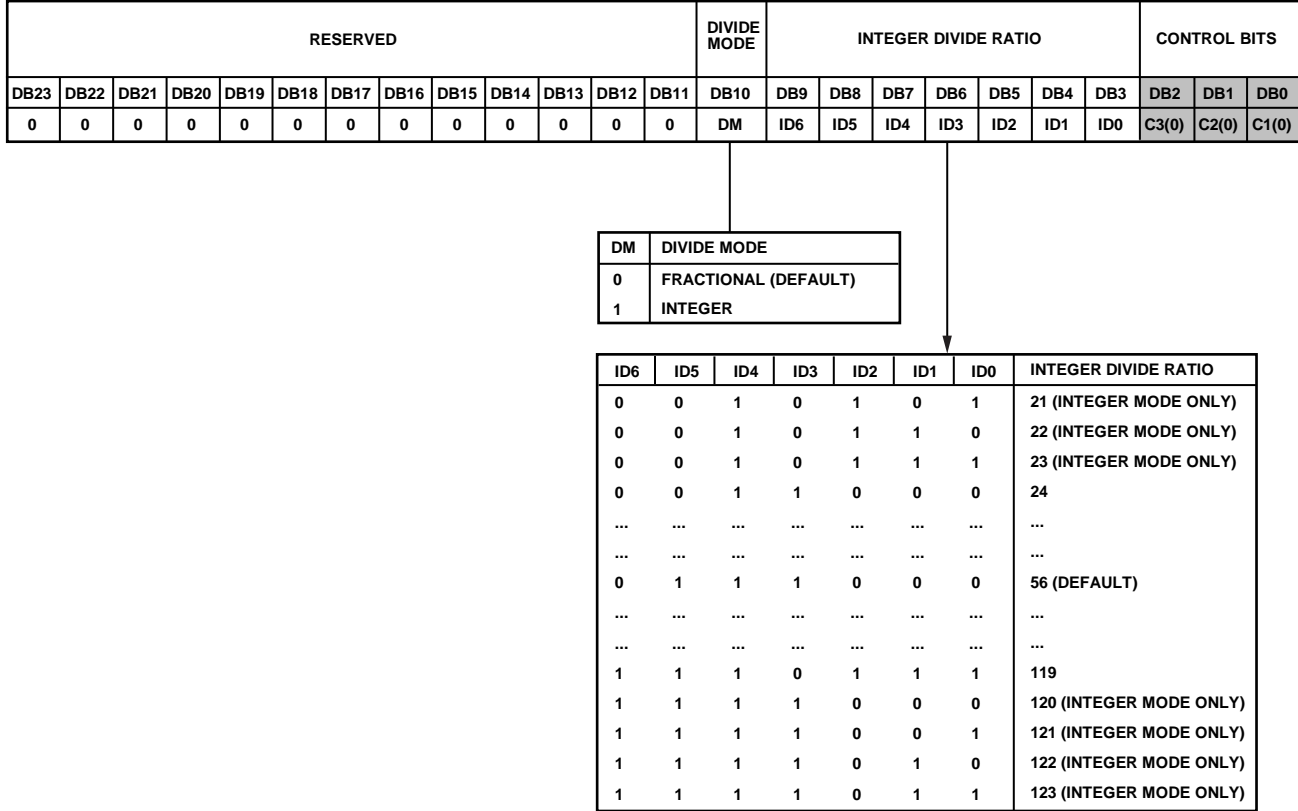 RESERVED DIVIDE MODE INTEGER DIVIDE RATIO CONTROL BITS
DB23 DB22 DB21 DB20 DB19 DB18 DB17 DB16 DB15 DB14 DB13 DB12 DB11 DB10 DB9 DB8 DB7 DB6 DB5 DB4 DB3 DB2 DB1 DB0
0 0 0 0 0 0 0 0 0 0 0 0 0 DM ID6 ID5 ID4 ID3 ID2 ID1 ID0 C3(0) C2(0) C1(0)
DM DIVIDE MODE
0 FRACTIONAL (DEFAULT)
1 INTEGER
ID6 ID5 ID4 ID3 ID2 ID1 ID0 INTEGER DIVIDE RATIO
0 0 1 0 1 0 1 21 (INTEGER MODE ONLY)
0 0 1 0 1 1 0 22 (INTEGER MODE ONLY)
0 0 1 0 1 1 1 23 (INTEGER MODE ONLY)
0 0 1 1 0 0 0 24
... ... ... ... ... ... ... ...
... ... ... ... ... ... ... ...
0 1 1 1 0 0 0 56 (DEFAULT)
... ... ... ... ... ... ... ...
... ... ... ... ... ... ... ...
1 1 1 0 1 1 1 119
1 1 1 1 0 0 0 120 (INTEGER MODE ONLY)
1 1 1 1 0 0 1 121 (INTEGER MODE ONLY)
1 1 1 1 0 1 0 122 (INTEGER MODE ONLY)
1 1 1 1 0 1 1 123 (INTEGER MODE ONLY)